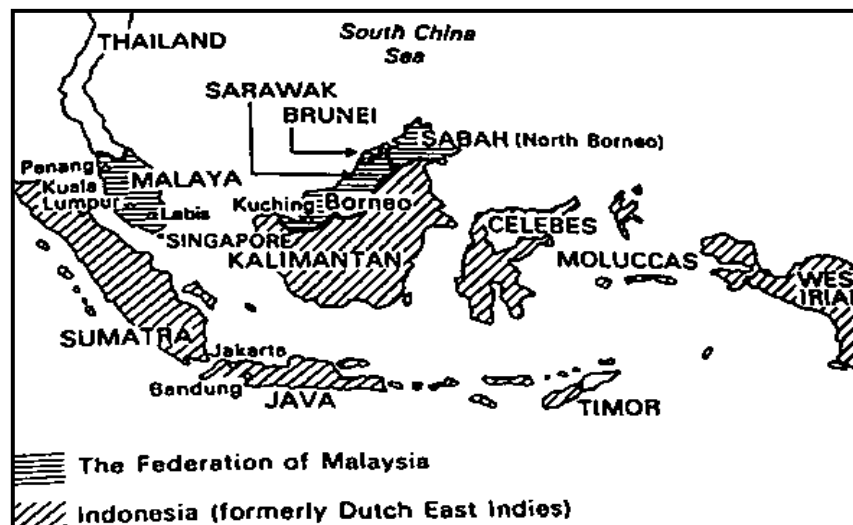 THAILAND
South China
Sea
SARAWAK
BRUNEI
SABAH (North Borneo)
Penang
Kuala
Lumpur
MALAYA
Labis
Kuching
Borneo
SINGAPORE
KALIMANTAN
CELEBES
MOLUCCAS
WES
IRIAN
SUMATRA
Jakarta
Bandung
JAVA
TIMOR
The Federation of Malaysia
Indonesia (formerly Dutch East Indies)